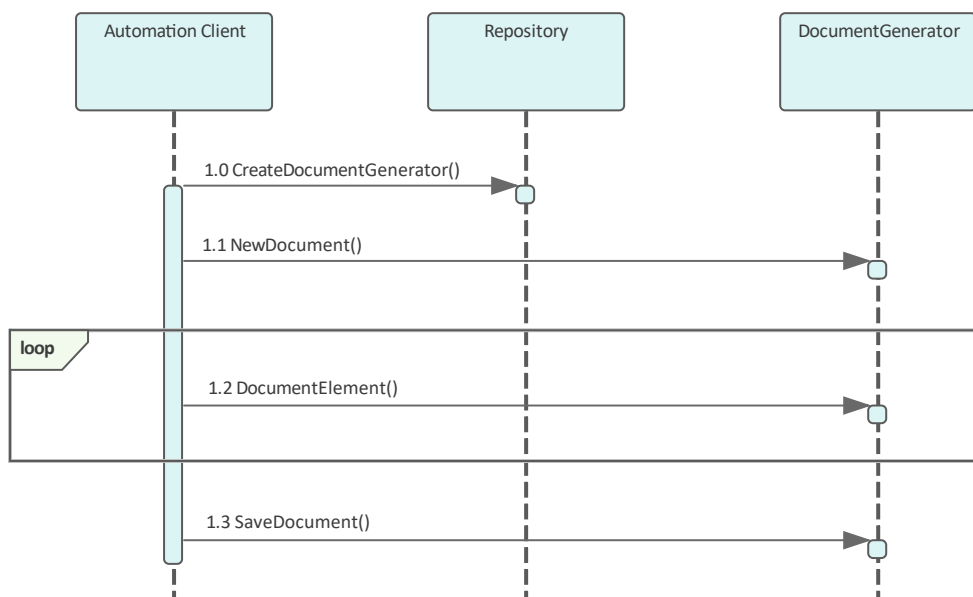 Automation Client
Repository
DocumentGenerator
1.0 CreateDocumentGenerator()
1.1 NewDocument()
loop
1.2 DocumentElement()
1.3 SaveDocument()